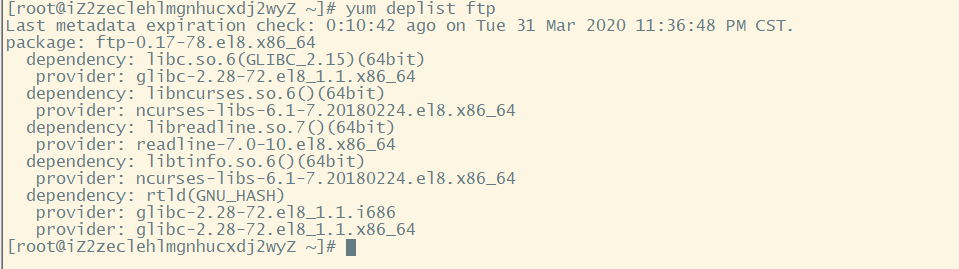 [root@iZ2zeclehlmgnhucxdj2wyZ ~]# yum deplist ftp
Last metadata expiration check: 0:10:42 ago on Tue 31 Mar 2020 11:36:48 PM CST.
package: ftp-0.17-78.el8.x86_64
  dependency: libc.so.6(GLIBC_2.15)(64bit)
   provider: glibc-2.28-72.el8_1.1.x86_64
  dependency: libncurses.so.6()(64bit)
   provider: ncurses-libs-6.1-7.20180224.el8.x86_64
  dependency: libreadline.so.7()(64bit)
   provider: readline-7.0-10.el8.x86_64
  dependency: libtinfo.so.6()(64bit)
   provider: ncurses-libs-6.1-7.20180224.el8.x86_64
  dependency: rtld(GNU_HASH)
   provider: glibc-2.28-72.el8_1.1.i686
   provider: glibc-2.28-72.el8_1.1.x86_64
[root@iZ2zeclehlmgnhucxdj2wyZ ~]#